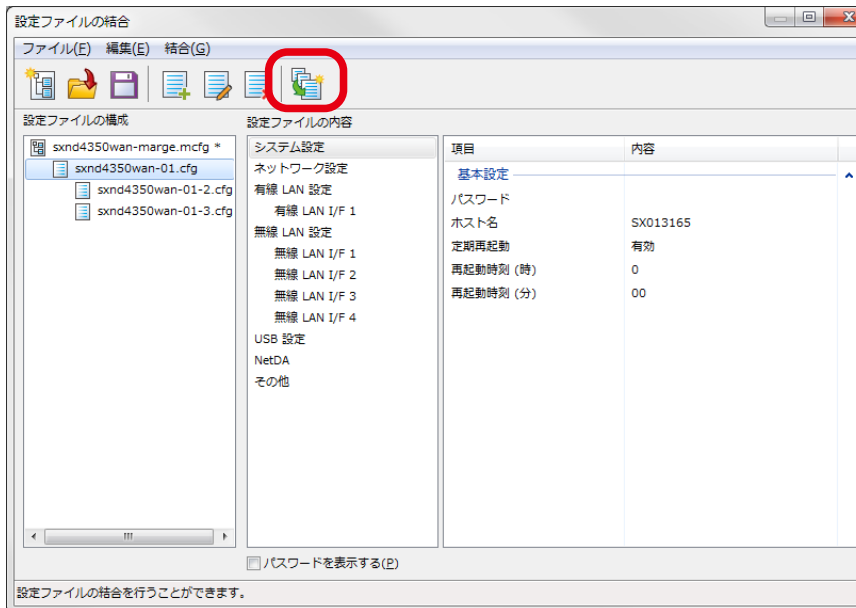 設定ファイルの結合
ファイル(F) 編集(E) 結合(G)
設定ファイルの構成
sxnd4350wan-marge.mcfg *
sxnd4350wan-01.cfg
sxnd4350wan-01-2.cfg
sxnd4350wan-01-3.cfg
設定ファイルの内容
システム設定
ネットワーク設定
有線 LAN 設定
有線 LAN I/F 1
無線 LAN 設定
無線 LAN I/F 1
無線 LAN I/F 2
無線 LAN I/F 3
無線 LAN I/F 4
USB 設定
NetDA
その他
項目 内容
基本設定
パスワード
ホスト名 SX013165
定期再起動 有効
再起動時刻 (時) 0
再起動時刻 (分) 00
パスワードを表示する(P)
設定ファイルの結合を行うことができます。